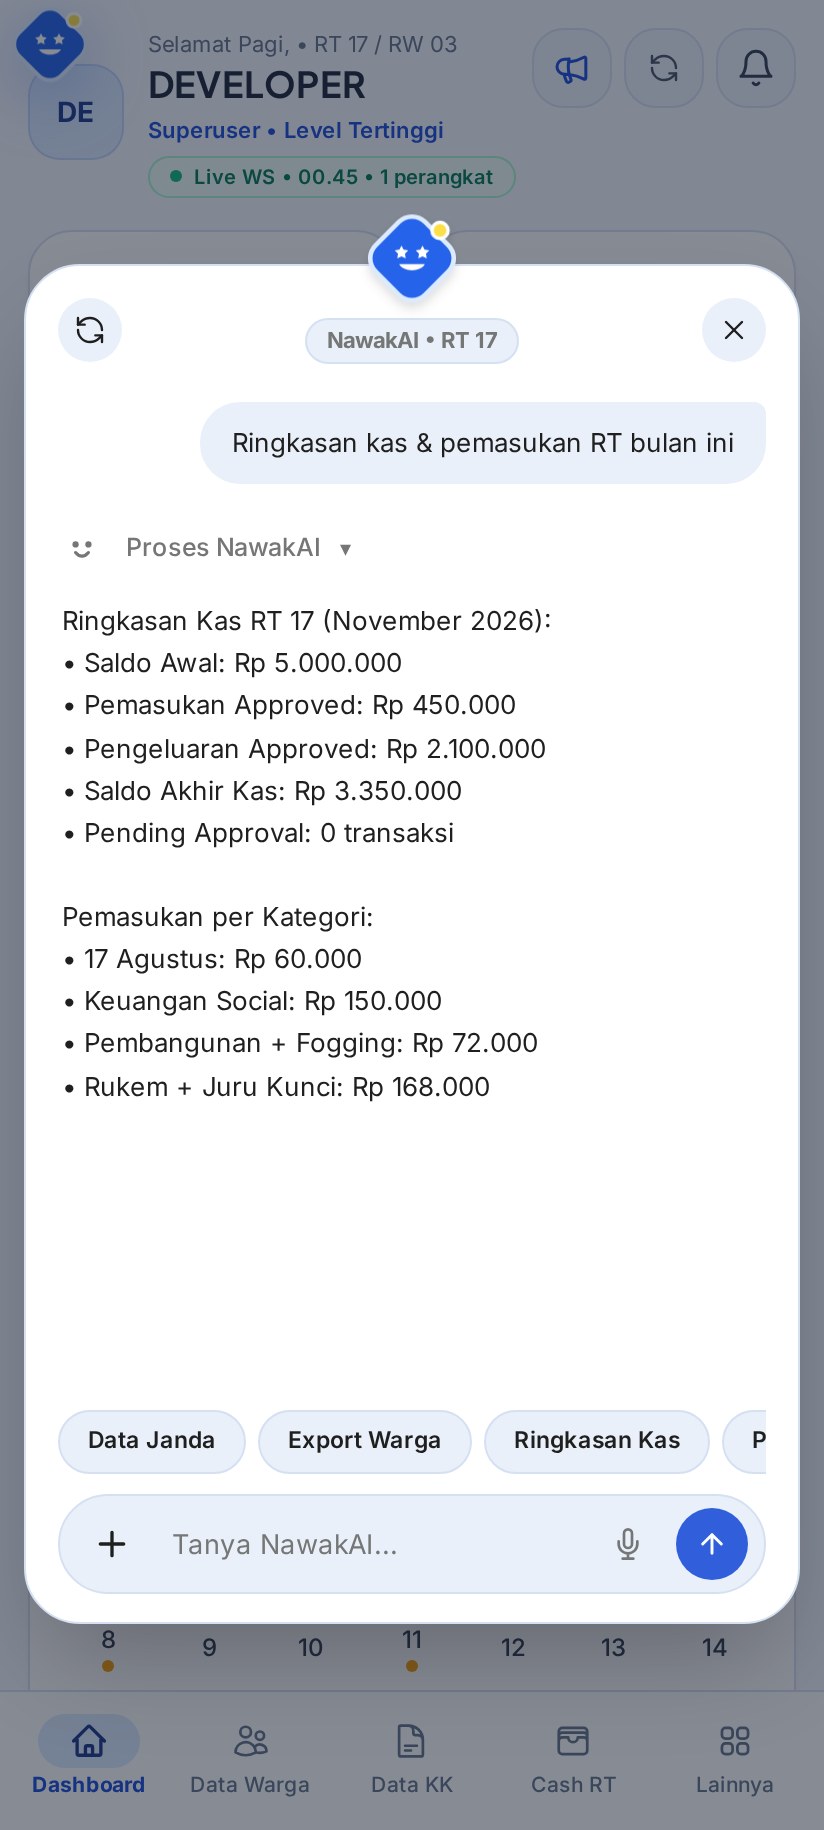 Selamat Pagi, • RT 17 / RW 03
DEVELOPER
DE
Superuser • Level Tertinggi
Live WS • 00.45 • 1 perangkat
NawakAI • RT 17
Ringkasan kas & pemasukan RT bulan ini
Proses NawakAI ▼
Ringkasan Kas RT 17 (November 2026):
• Saldo Awal: Rp 5.000.000
• Pemasukan Approved: Rp 450.000
• Pengeluaran Approved: Rp 2.100.000
• Saldo Akhir Kas: Rp 3.350.000
• Pending Approval: 0 transaksi
Pemasukan per Kategori:
• 17 Agustus: Rp 60.000
• Keuangan Social: Rp 150.000
• Pembangunan + Fogging: Rp 72.000
• Rukem + Juru Kunci: Rp 168.000
Data Janda Export Warga Ringkasan Kas P
Tanya NawakAI...
8 9 10 11 12 13 14
Dashboard Data Warga Data KK Cash RT Lainnya